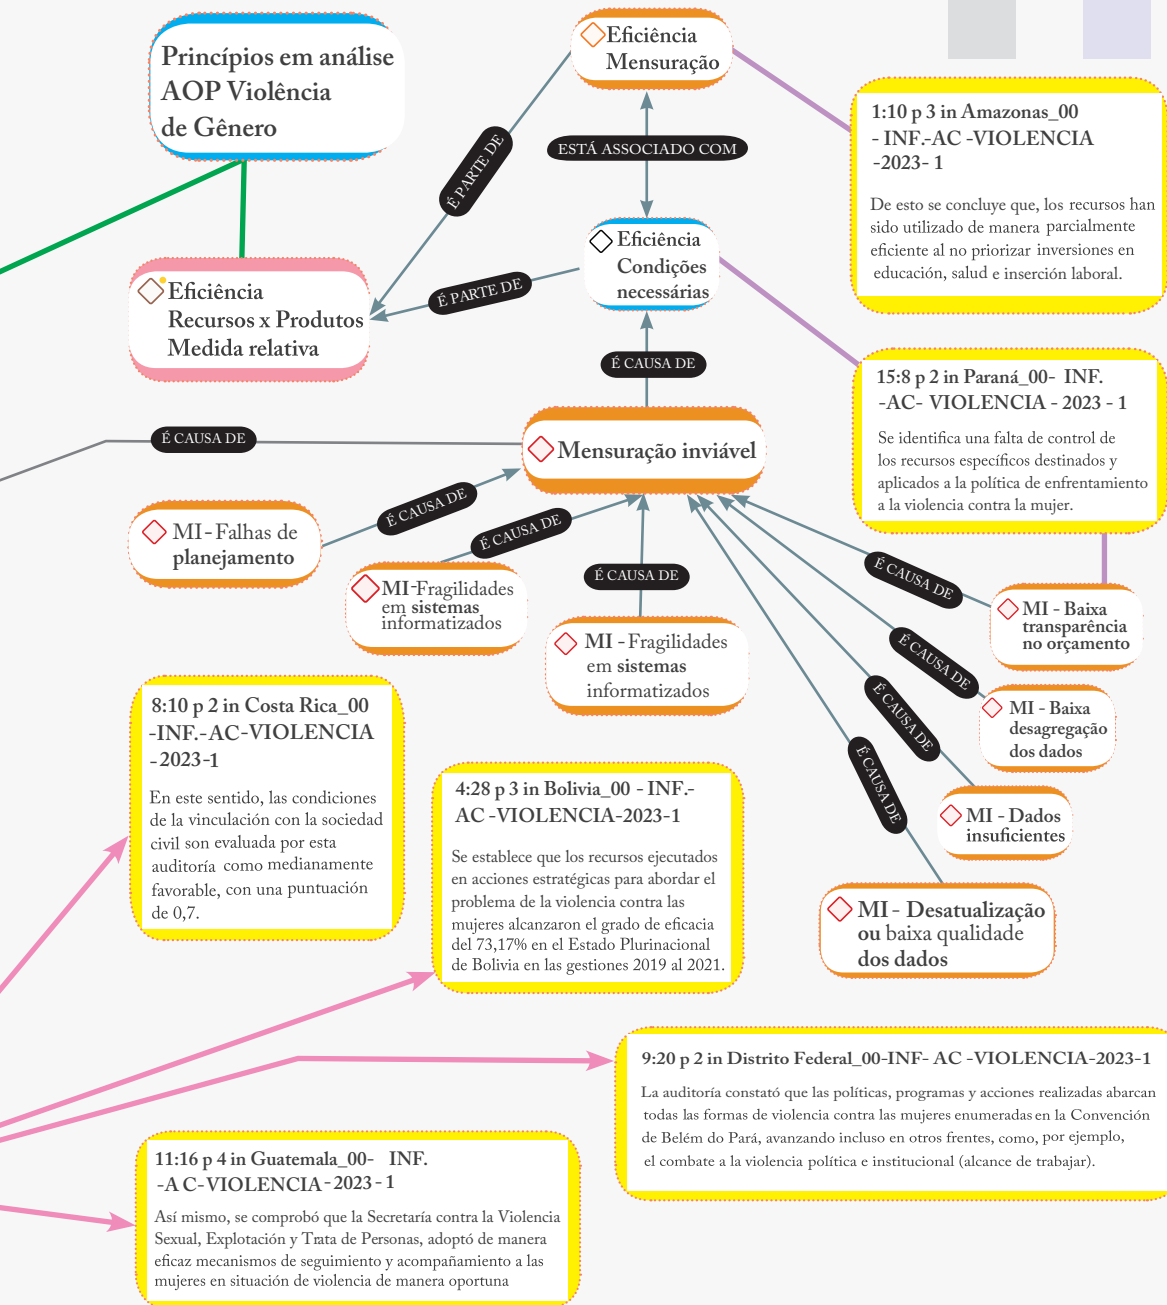 Princípios em análise
AOP Violência
de Gênero
Eficiência
Mensuração
É PARTE DE
ESTÁ ASSOCIADO COM
1:10 p 3 in Amazonas_00
- INF.-AC -VIOLENCIA
-2023- 1
De esto se concluye que, los recursos han
sido utilizado de manera parcialmente
eficiente al no priorizar inversiones en
educación, salud e inserción laboral.
Eficiência
Condições
necessárias
É PARTE DE
Eficiência
Recursos x Produtos
Medida relativa
É CAUSA DE
15:8 p 2 in Paraná_00- INF.
-AC- VIOLENCIA - 2023 - 1
Se identifica una falta de control de
los recursos específicos destinados y
aplicados a la política de enfrentamiento
a la violencia contra la mujer.
É CAUSA DE
Mensuração inviável
É CAUSA DE
É CAUSA DE
É CAUSA DE
É CAUSA DE
É CAUSA DE
É CAUSA DE
É CAUSA DE
MI-Falhas de
planejamento
MI-Fragilidades
em sistemas
informatizados
MI - Fragilidades
em sistemas
informatizados
MI - Baixa
transparência
no orçamento
MI - Baixa
desagregação
dos dados
MI - Dados
insuficientes
MI - Desatualização
ou baixa qualidade
dos dados
8:10 p 2 in Costa Rica_00
-INF.-AC-VIOLENCIA
-2023-1
En este sentido, las condiciones
de la vinculación con la sociedad
civil son evaluada por esta
auditoría como medianamente
favorable, con una puntuación
de 0,7.
4:28 p 3 in Bolivia_00 - INF.-
AC -VIOLENCIA-2023-1
Se establece que los recursos ejecutados
en acciones estratégicas para abordar el
problema de la violencia contra las
mujeres alcanzaron el grado de eficacia
del 73,17% en el Estado Plurinacional
de Bolivia en las gestiones 2019 al 2021.
9:20 p 2 in Distrito Federal_00-INF- AC -VIOLENCIA-2023-1
La auditoría constató que las políticas, programas y acciones realizadas abarcan
todas las formas de violencia contra las mujeres enumeradas en la Convención
de Belém do Pará, avanzando incluso en otros frentes, como, por ejemplo,
el combate a la violencia política e institucional (alcance de trabajar).
11:16 p 4 in Guatemala_00- INF.
-A C-VIOLENCIA-2023 - 1
Así mismo, se comprobó que la Secretaría contra la Violencia
Sexual, Explotación y Trata de Personas, adoptó de manera
eficaz mecanismos de seguimiento y acompañamiento a las
mujeres en situación de violencia de manera oportuna